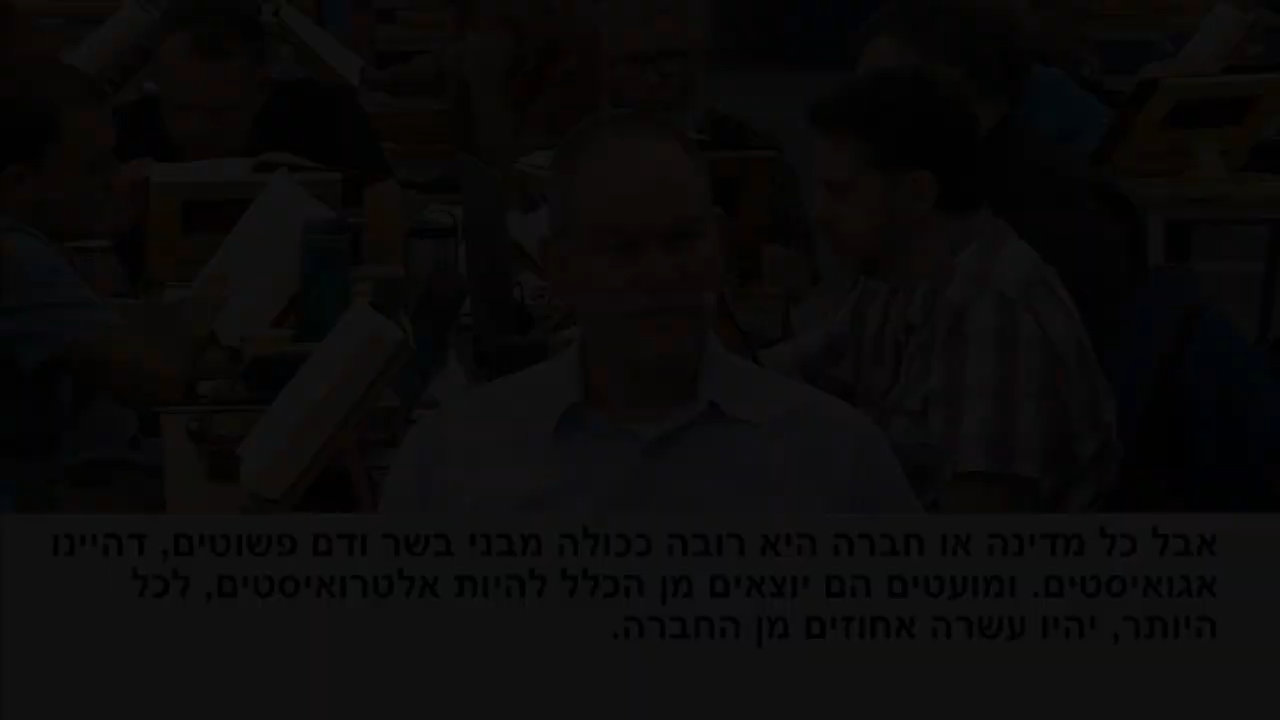 אבל כל מדינה או חברה היא רובה ככולה מבני בשר ודם פשוטים, דהיינו
אגואיסטים. ומועטים הם יוצאים מן הכלל להיות אלטרואיסטים, לכל
היותר, יהיו עשרה אחוזים מן החברה.